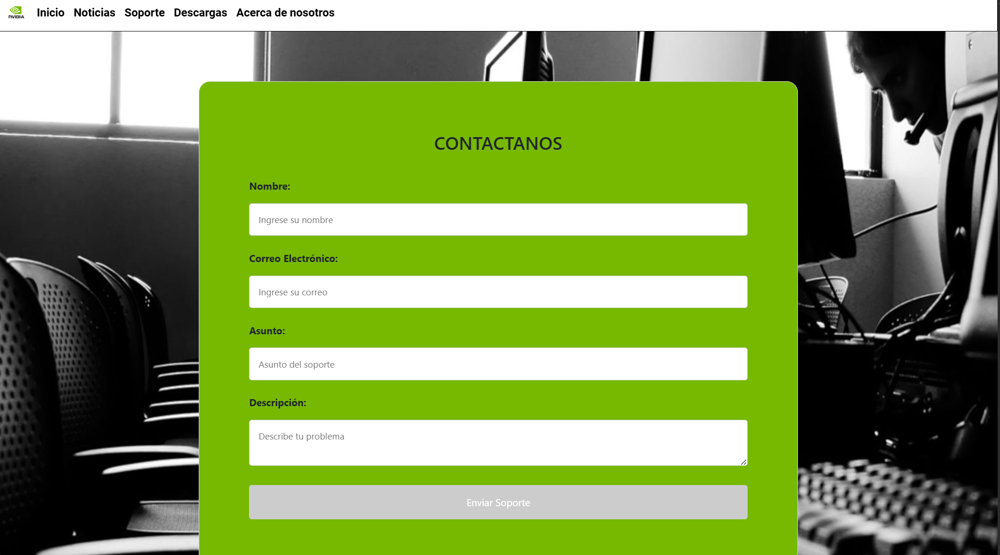 NVIDIA
Inicio Noticias Soporte Descargas Acerca de nosotros
CONTACTANOS
Nombre:
Ingrese su nombre
Correo Electrónico:
Ingrese su correo
Asunto:
Asunto del soporte
Descripción:
Describe tu problema
Enviar Soporte